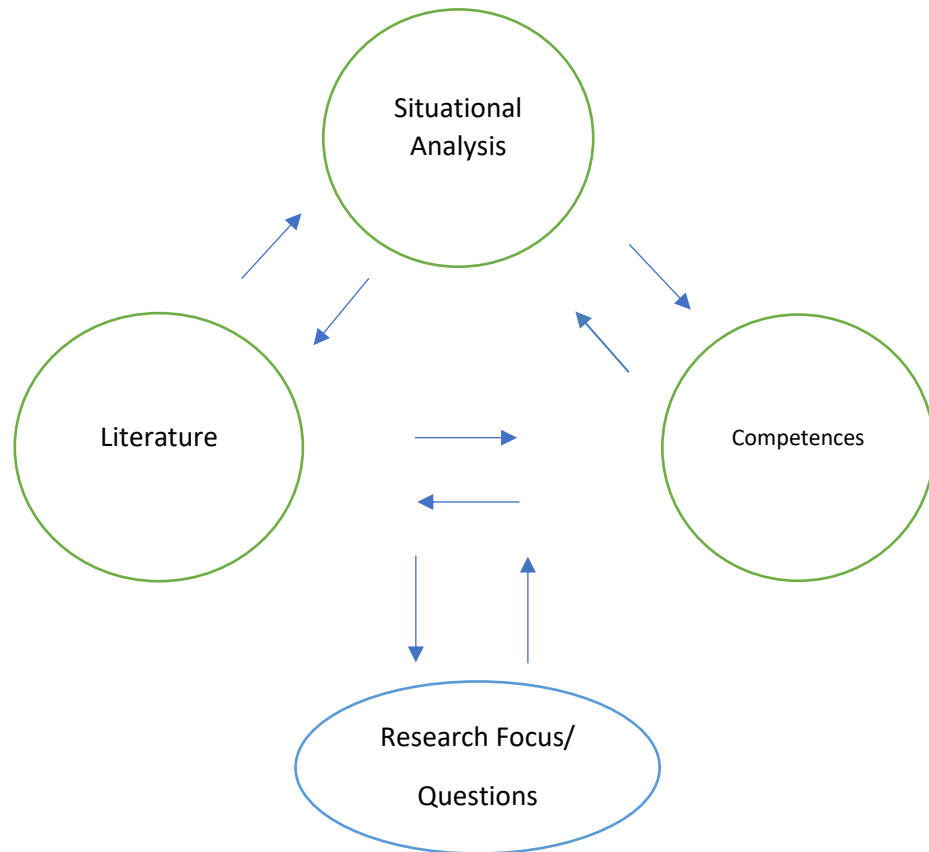 Situational
Analysis
Literature
Competences
Research Focus/
Questions